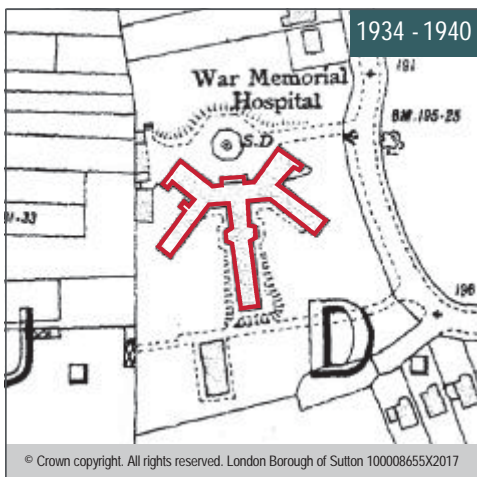 1934 - 1940
191
War Memorial
Hospital
BM.195·25
S.D
·33
196
© Crown copyright. All rights reserved. London Borough of Sutton 100008655X2017